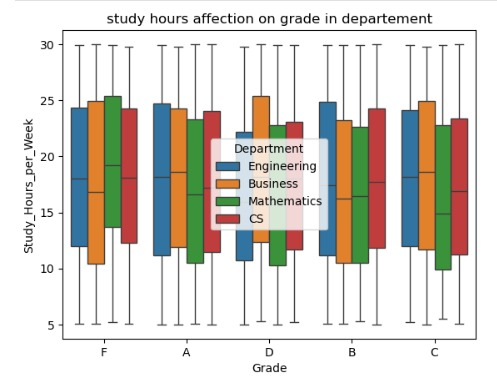 study hours affection on grade in departement
Study_Hours_per_Week
30
25
20
15
10
5
Department
Engineering
Business
Mathematics
CS
F
A
D
B
C
Grade